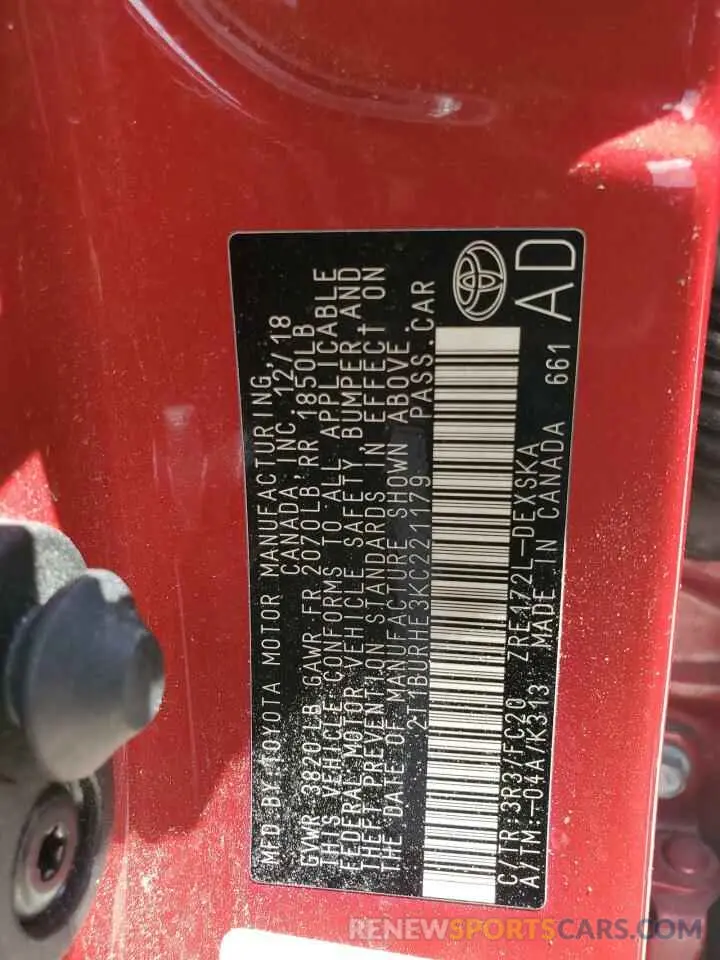 MFD BY:TOYOTA MOTOR MANUFACTURING,
CANADA, INC. 12/18
GVWR 3820 LB GAWR FR 2070LB RR 1850LB
THIS VEHICLE CONFORMS TO ALL APPLICABLE
FEDERAL MOTOR VEHICLE SAFETY, BUMPER, AND
THEFT PREVENTION STANDARDS IN EFFECT ON
THE DATE OF MANUFACTURE SHOWN ABOVE.
2T1BURHE3KC221179 PASS.CAR
C/TR:3R3/FC20 ZRE172L-DEXSKA
A/TM:-04A/K313 MADE IN CANADA 661
AD
RENEWSPORTSCARS.COM